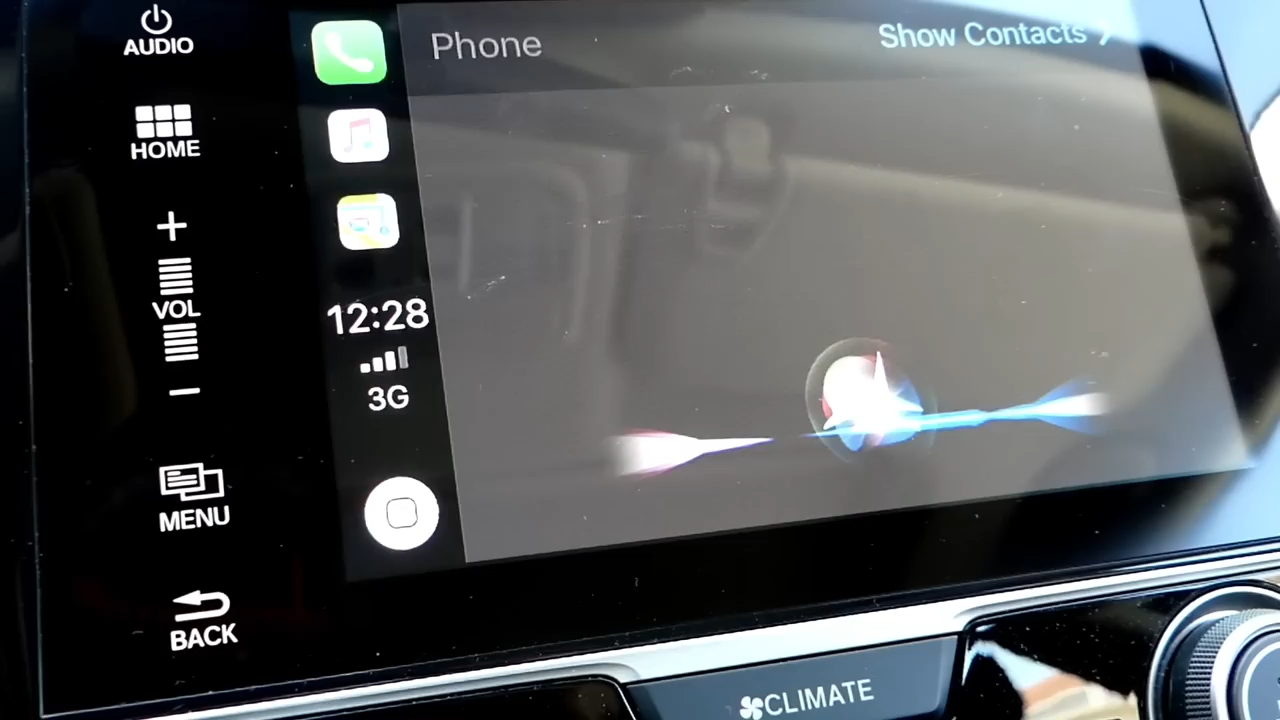 AUDIO
HOME
+
VOL
−
MENU
BACK
12:28
3G
Phone
Show Contacts
CLIMATE